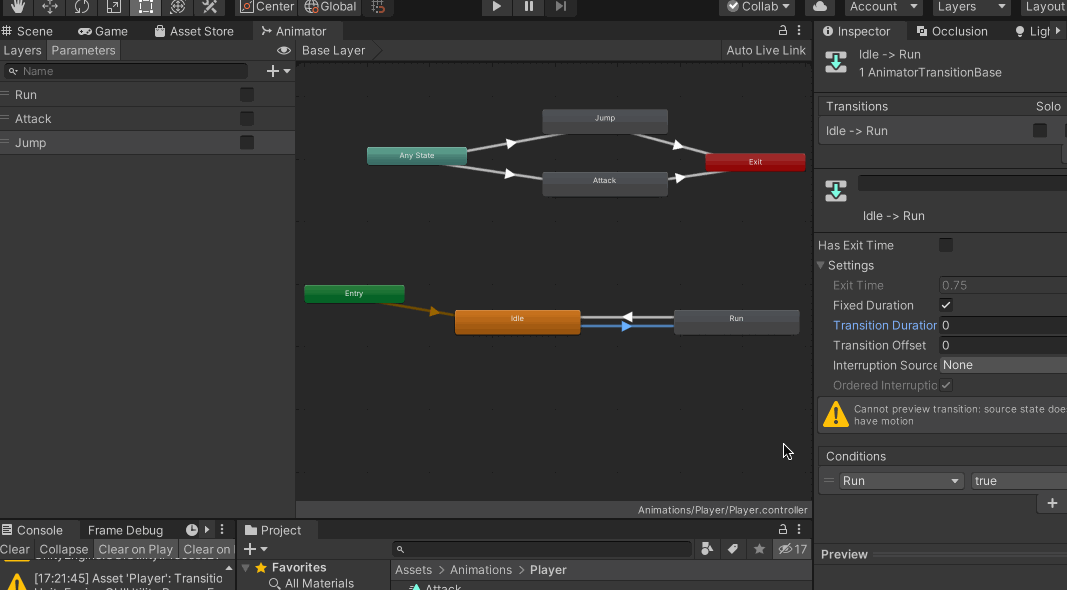 Center
Global
Collab
Account
Layers
Layout
Scene
Game
Asset Store
Animator
Layers
Parameters
Name
Run
Attack
Jump
Base Layer
Auto Live Link
Jump
Any State
Exit
Attack
Entry
Idle
Run
Animations/Player/Player.controller
Inspector
Occlusion
Ligh
Idle -> Run
1 AnimatorTransitionBase
Transitions
Solo
Idle -> Run
Idle -> Run
Has Exit Time
Settings
Exit Time
0.75
Fixed Duration
Transition Duration
0
Transition Offset
0
Interruption Source
None
Ordered Interruptio
Cannot preview transition: source state doe
have motion
Conditions
Run
true
Preview
Console
Frame Debug
Clear
Collapse
Clear on Play
Clear on
[17:21:45] Asset 'Player': Transitio
Project
17
Favorites
All Materials
Assets > Animations > Player
Attack